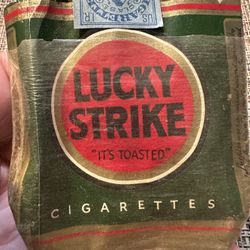 LUCKY
STRIKE
"IT'S TOASTED"
CIGARETTES